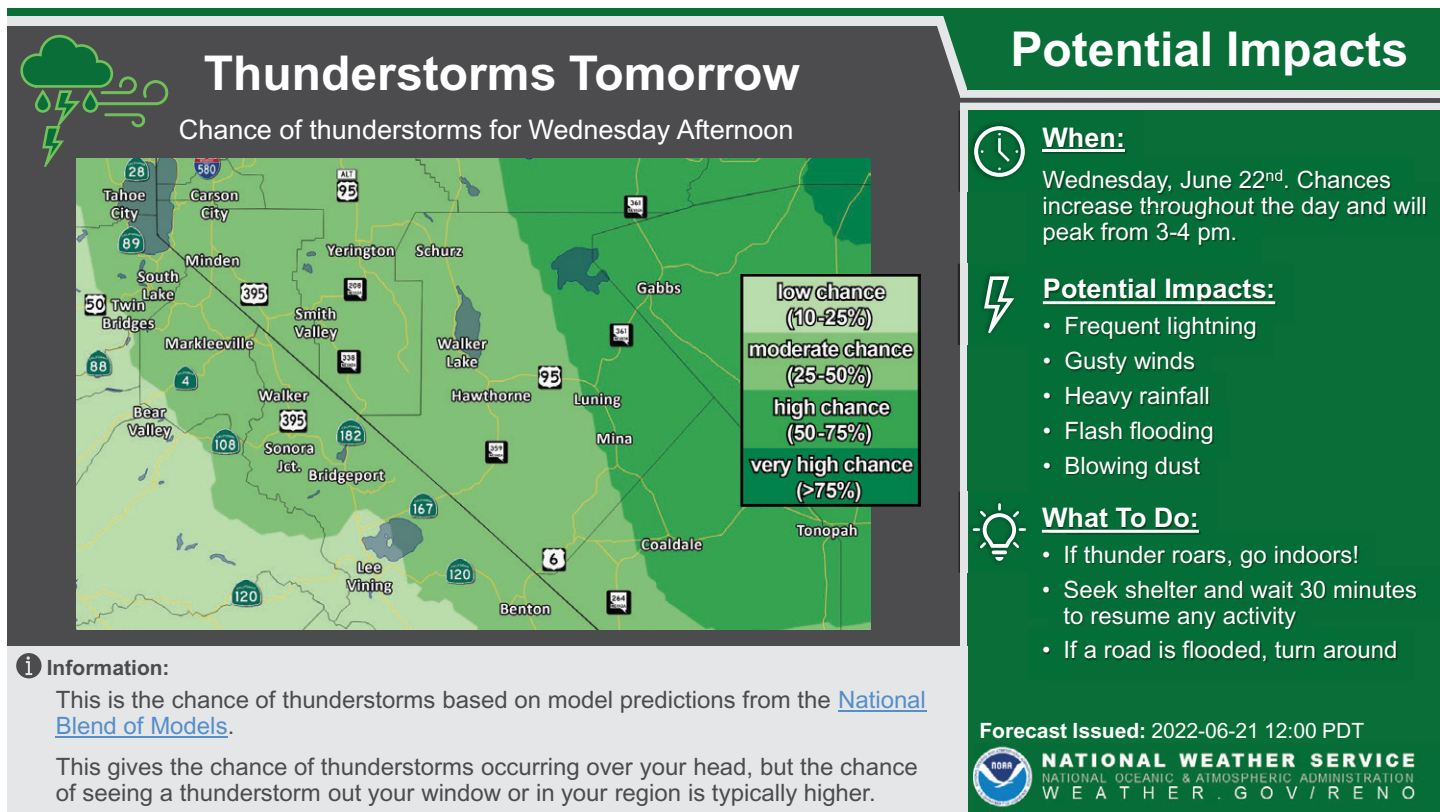 Thunderstorms Tomorrow
Chance of thunderstorms for Wednesday Afternoon
28
580
Tahoe
City
Carson
City
ALT
95
361
89
Yerington
Schurz
Minden
South
Lake
395
208
Gabbs
50
Twin
Bridges
Smith
Valley
361
Markleeville
338
Walker
Lake
88
4
Walker
95
Hawthorne
Luning
Bear
Valley
395
182
108
Sonora
Jct.
Mina
359
Bridgeport
167
Tonopah
Coaldale
6
Lee
Vining
120
120
Benton
264
low chance
(10-25%)
moderate chance
(25-50%)
high chance
(50-75%)
very high chance
(>75%)
Information:
This is the chance of thunderstorms based on model predictions from the National
Blend of Models.
This gives the chance of thunderstorms occurring over your head, but the chance
of seeing a thunderstorm out your window or in your region is typically higher.
Potential Impacts
When:
Wednesday, June 22nd. Chances
increase throughout the day and will
peak from 3-4 pm.
Potential Impacts:
• Frequent lightning
• Gusty winds
• Heavy rainfall
• Flash flooding
• Blowing dust
What To Do:
• If thunder roars, go indoors!
• Seek shelter and wait 30 minutes
to resume any activity
• If a road is flooded, turn around
Forecast Issued: 2022-06-21 12:00 PDT
NOAA
NATIONAL WEATHER SERVICE
NATIONAL OCEANIC & ATMOSPHERIC ADMINISTRATION
WEATHER.GOV/RENO